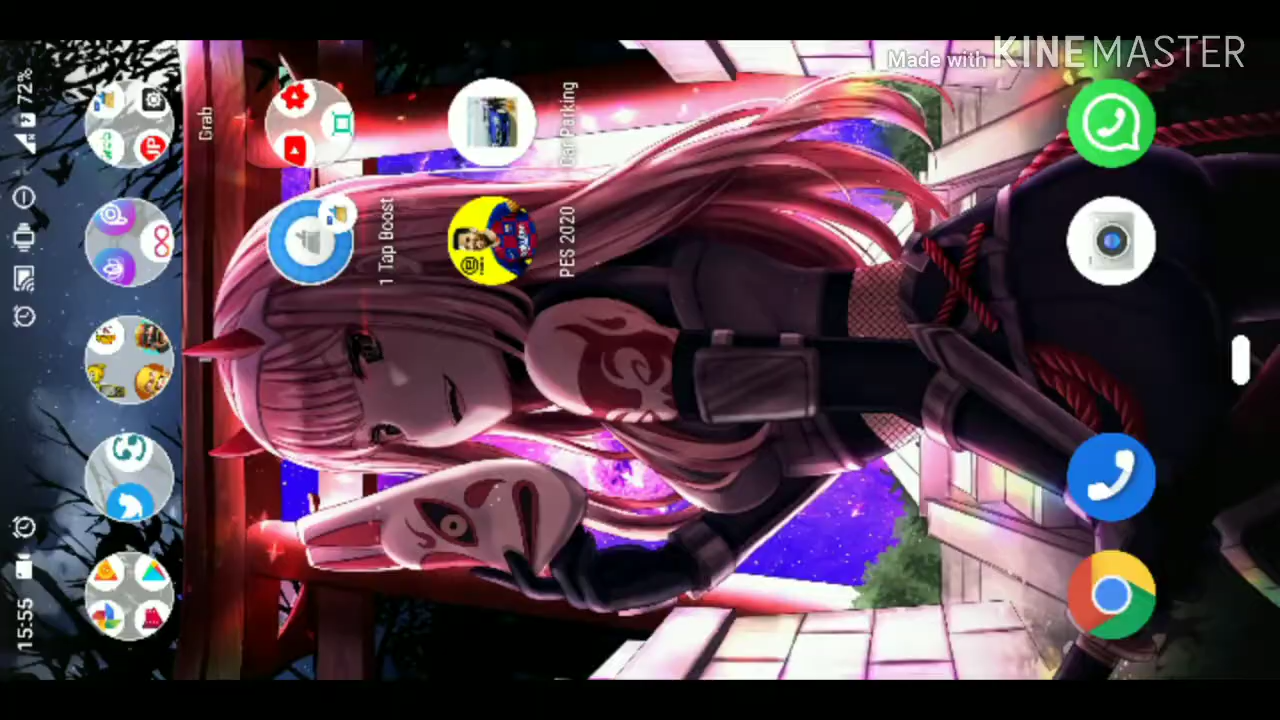 Made with KINEMASTER
15:55
72%
Grab
1 Tap Boost
Car Parking
PES 2020